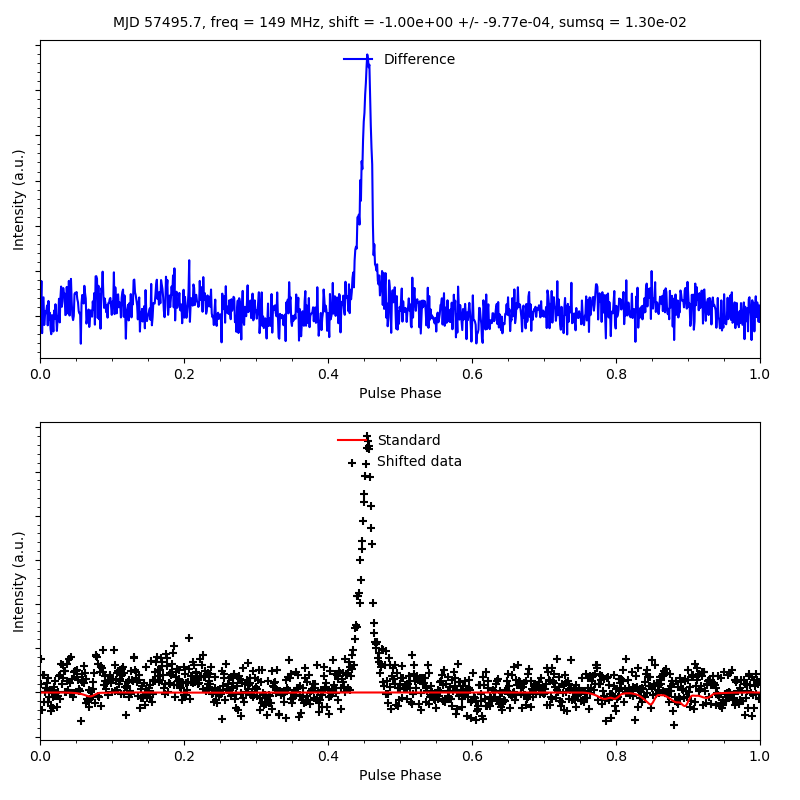 MJD 57495.7, freq = 149 MHz, shift = -1.00e+00 +/- -9.77e-04, sumsq = 1.30e-02
Difference
Intensity (a.u.)
0.0 0.2 0.4 0.6 0.8 1.0
Pulse Phase
Standard
Shifted data
Intensity (a.u.)
0.0 0.2 0.4 0.6 0.8 1.0
Pulse Phase